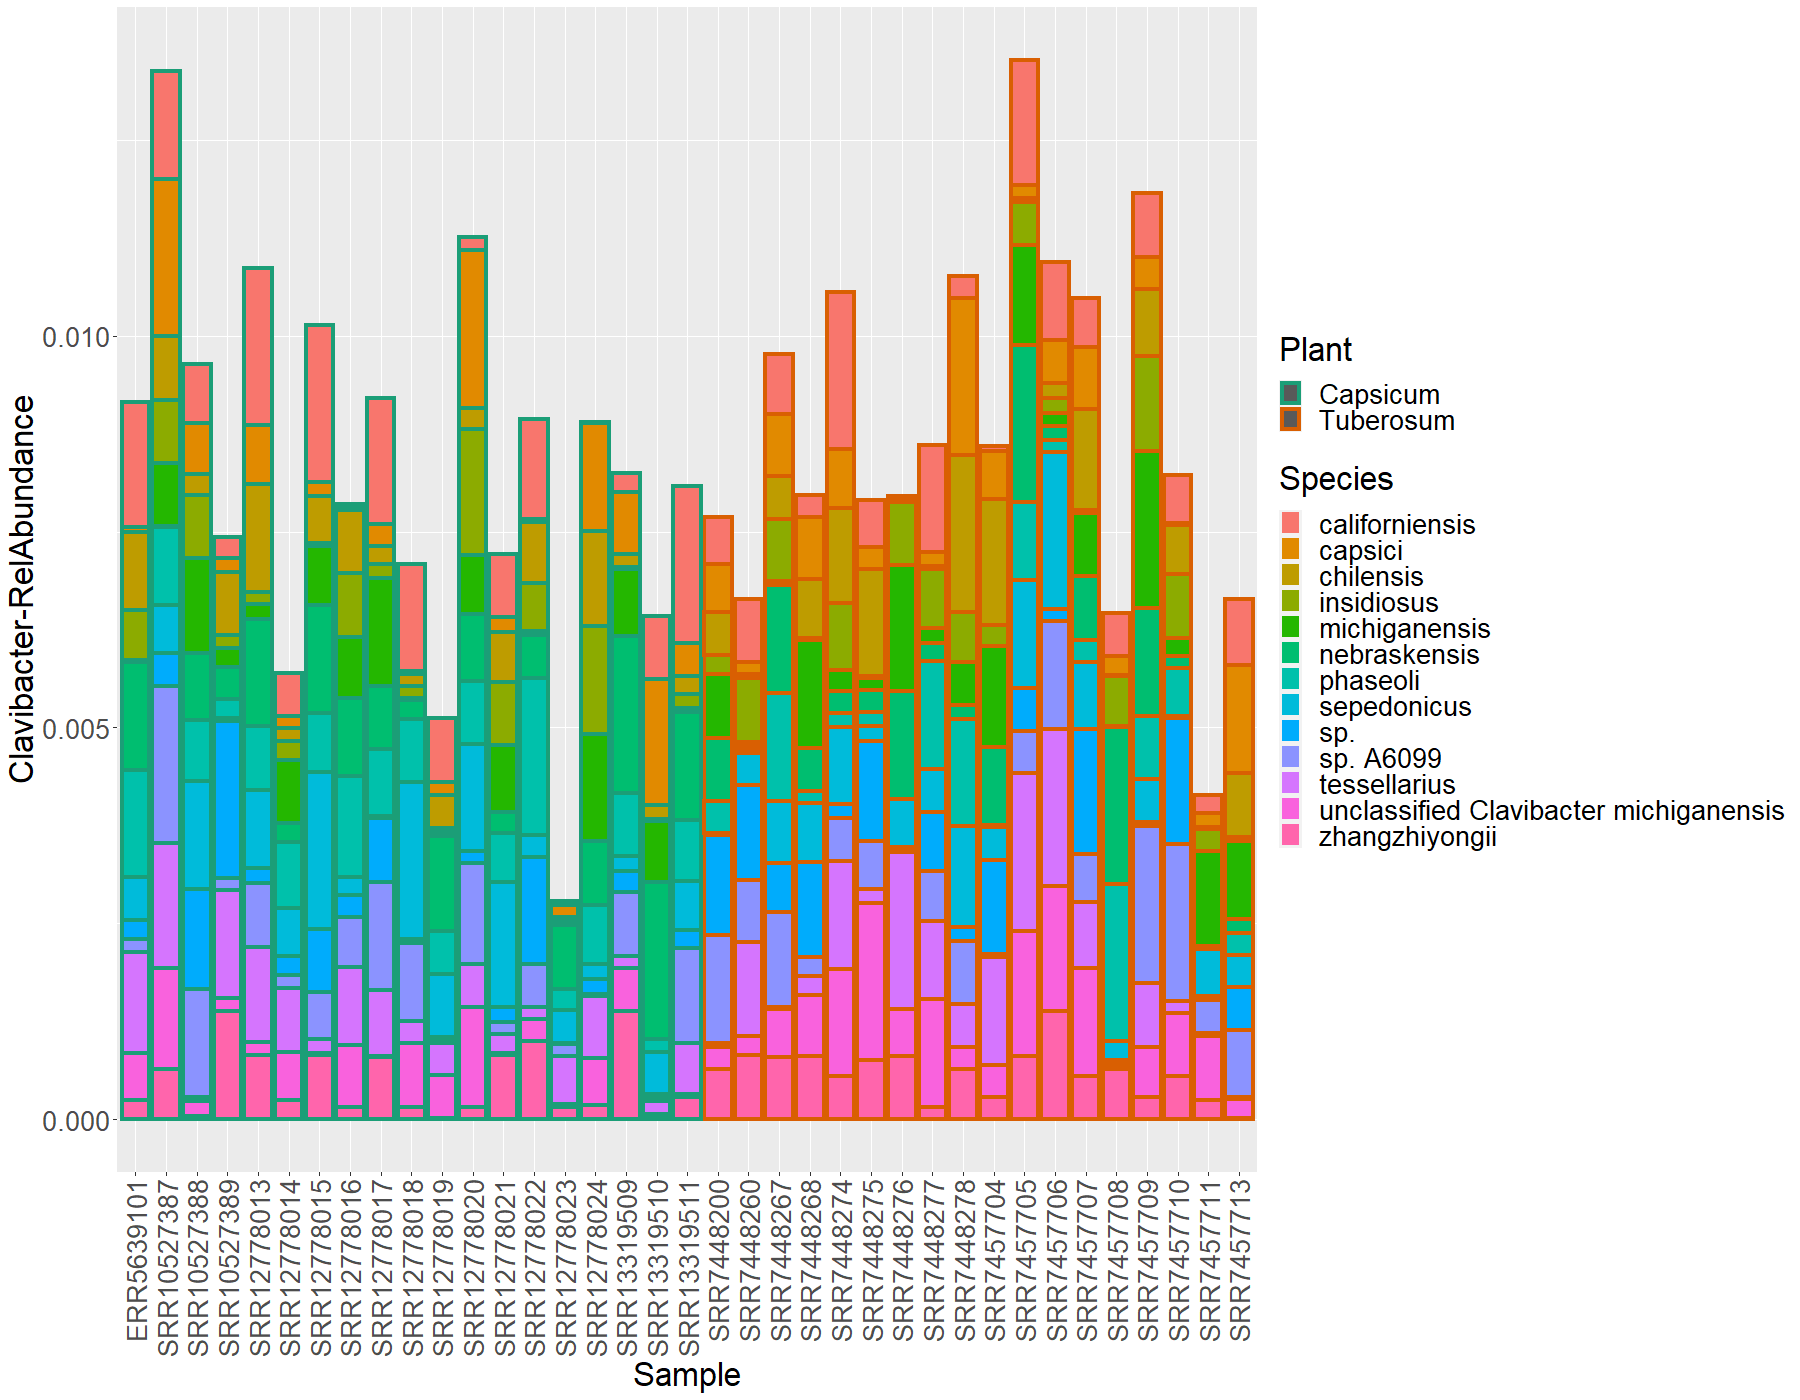 Clavibacter-RelAbundance
0.010
0.005
0.000
ERR5639101
SRR10527387
SRR10527388
SRR10527389
SRR12778013
SRR12778014
SRR12778015
SRR12778016
SRR12778017
SRR12778018
SRR12778019
SRR12778020
SRR12778021
SRR12778022
SRR12778023
SRR12778024
SRR13319509
SRR13319510
SRR13319511
SRR7448200
SRR7448260
SRR7448267
SRR7448268
SRR7448274
SRR7448275
SRR7448276
SRR7448277
SRR7448278
SRR7457704
SRR7457705
SRR7457706
SRR7457707
SRR7457708
SRR7457709
SRR7457710
SRR7457711
SRR7457713
Sample
Plant
Capsicum
Tuberosum
Species
californiensis
capsici
chilensis
insidiosus
michiganensis
nebraskensis
phaseoli
sepedonicus
sp.
sp. A6099
tessellarius
unclassified Clavibacter michiganensis
zhangzhiyongii